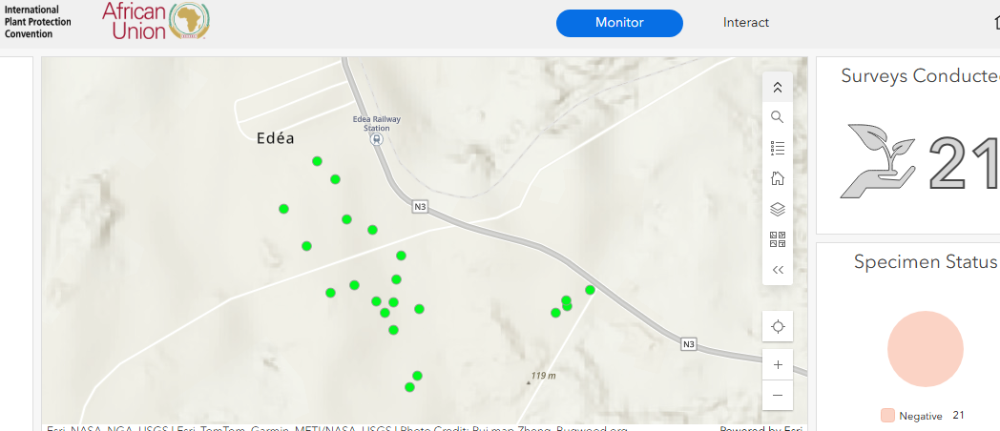 International
Plant Protection
Convention
African
Union
Monitor
Interact
Edea Railway
Station
Edéa
N3
N3
119 m
Surveys Conducte
21
Specimen Status
Negative 21
Esri, NASA, NGA, USGS | Esri, TomTom, Garmin, METI/NASA, USGS | Photo Credit: Rui map Zheng, Bugwood.org
Powered by Esri